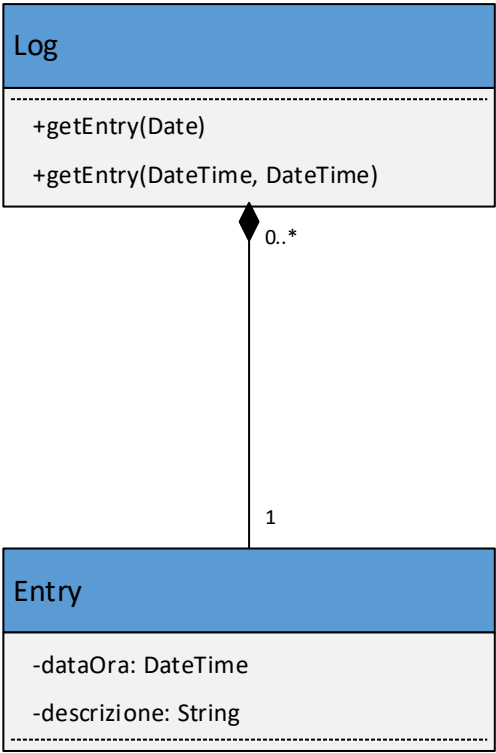 Log
+getEntry(Date)
+getEntry(DateTime, DateTime)
0..*
1
Entry
-dataOra: DateTime
-descrizione: String